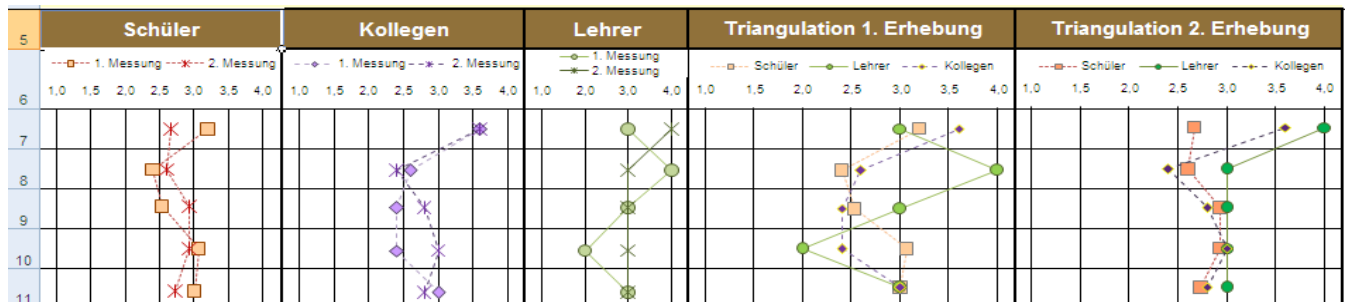 5 Schüler Kollegen Lehrer Triangulation 1. Erhebung Triangulation 2. Erhebung
1. Messung 2. Messung 1. Messung 2. Messung 1. Messung Schüler Lehrer Kollegen Schüler Lehrer Kollegen
2. Messung
6 1,0 1,5 2,0 2,5 3,0 3,5 4,0 1,0 1,5 2,0 2,5 3,0 3,5 4,0 1,0 2,0 3,0 4,0 1,0 1,5 2,0 2,5 3,0 3,5 4,0 1,0 1,5 2,0 2,5 3,0 3,5 4,0
7
8
9
10
11